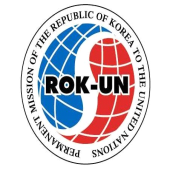 PERMANENT MISSION OF THE REPUBLIC OF KOREA TO THE UNITED NATIONS
ROK-UN